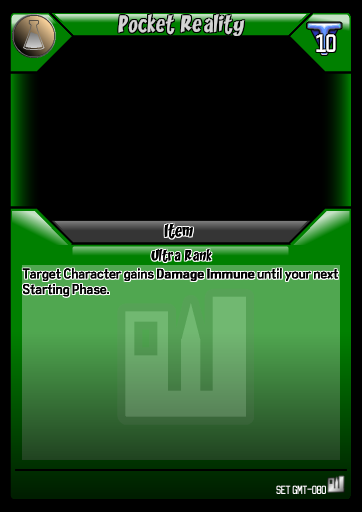 Pocket Reality
10
Item
Ultra Rank
Target Character gains Damage Immune until your next
Starting Phase.
SET GMT-080